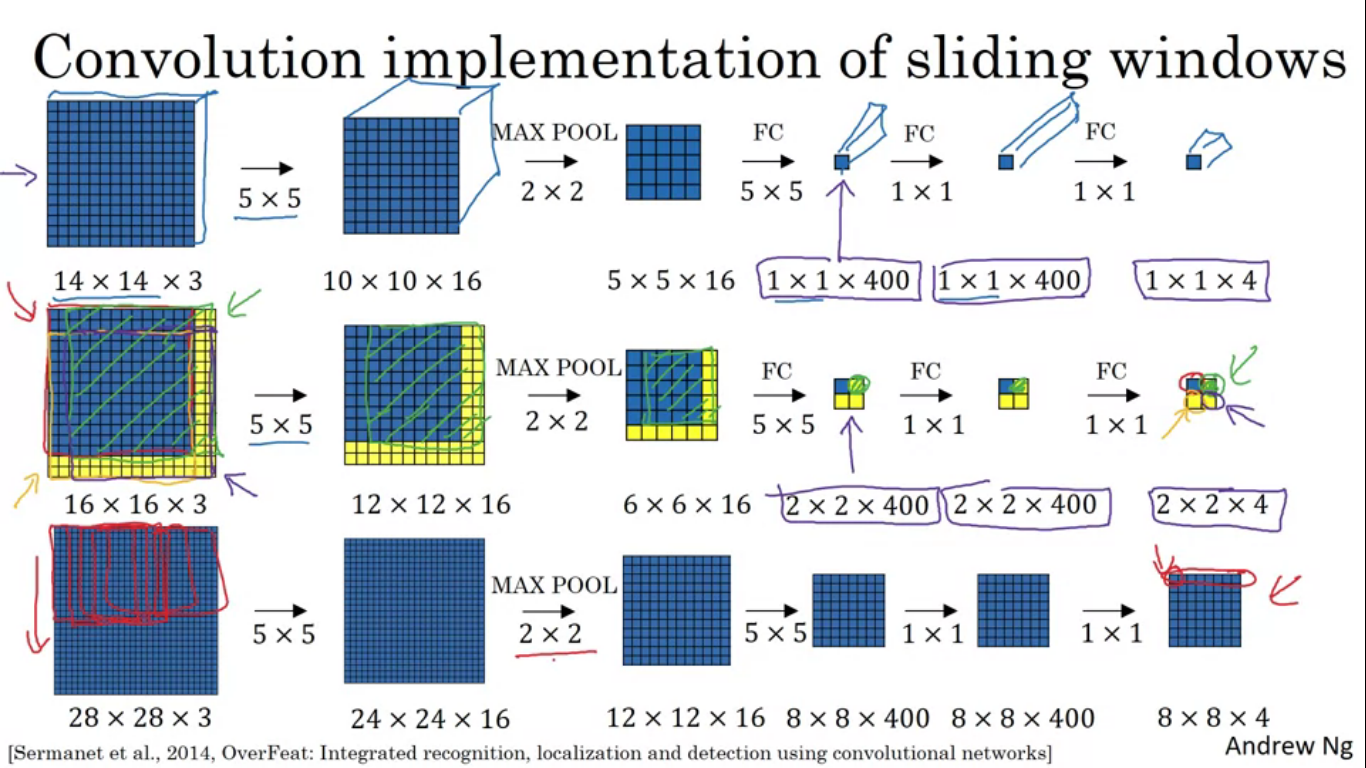 Convolution implementation of sliding windows
MAX POOL FC FC FC
5 × 5 2 × 2 5 × 5 1 × 1 1 × 1
14 × 14 × 3 10 × 10 × 16 5 × 5 × 16 1 × 1 × 400 1 × 1 × 400 1 × 1 × 4
MAX POOL FC FC FC
5 × 5 2 × 2 5 × 5 1 × 1 1 × 1
16 × 16 × 3 12 × 12 × 16 6 × 6 × 16 2 × 2 × 400 2 × 2 × 400 2 × 2 × 4
MAX POOL
5 × 5 2 × 2 5 × 5 1 × 1 1 × 1
28 × 28 × 3 24 × 24 × 16 12 × 12 × 16 8 × 8 × 400 8 × 8 × 400 8 × 8 × 4
[Sermanet et al., 2014, OverFeat: Integrated recognition, localization and detection using convolutional networks] Andrew Ng